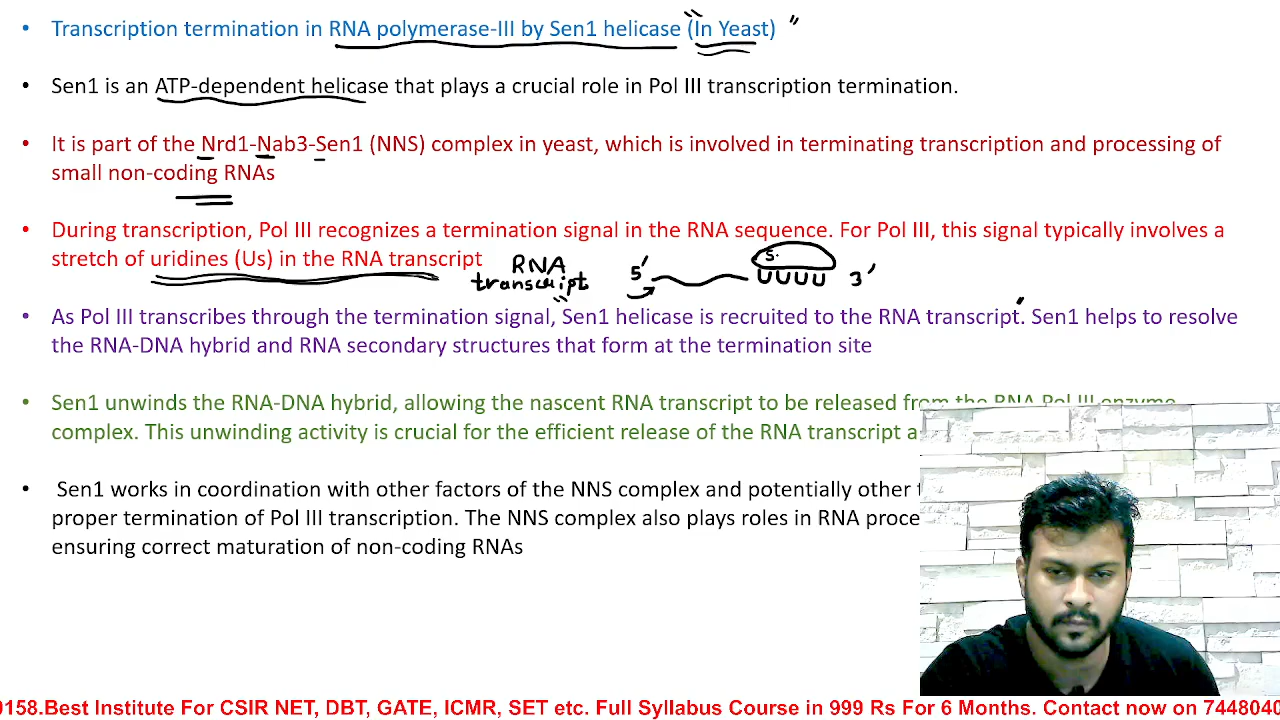 • Transcription termination in RNA polymerase-III by Sen1 helicase (In Yeast)
• Sen1 is an ATP-dependent helicase that plays a crucial role in Pol III transcription termination.
• It is part of the Nrd1-Nab3-Sen1 (NNS) complex in yeast, which is involved in terminating transcription and processing of
small non-coding RNAs
• During transcription, Pol III recognizes a termination signal in the RNA sequence. For Pol III, this signal typically involves a
stretch of uridines (Us) in the RNA transcript
RNA
transcript
5′ S UUUU 3′
• As Pol III transcribes through the termination signal, Sen1 helicase is recruited to the RNA transcript. Sen1 helps to resolve
the RNA-DNA hybrid and RNA secondary structures that form at the termination site
• Sen1 unwinds the RNA-DNA hybrid, allowing the nascent RNA transcript to be released from the RNA Pol III enzyme
complex. This unwinding activity is crucial for the efficient release of the RNA transcript
• Sen1 works in coordination with other factors of the NNS complex and potentially other
proper termination of Pol III transcription. The NNS complex also plays roles in RNA
ensuring correct maturation of non-coding RNAs
0158.Best Institute For CSIR NET, DBT, GATE, ICMR, SET etc. Full Syllabus Course in 999 Rs For 6 Months. Contact now on 7448040